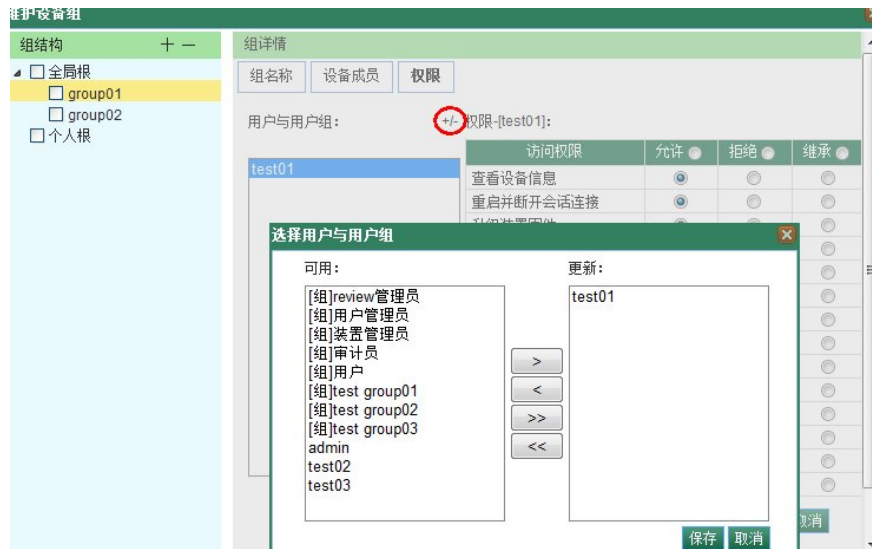 维护设备组
组结构 + −
组详情
全局根
group01
group02
个人根
组名称 设备成员 权限
用户与用户组: +/- 权限-[test01]:
访问权限 允许 拒绝 继承
test01
查看设备信息
重启并断开会话连接
选择用户与用户组
可用: 更新:
[组]review管理员
[组]用户管理员
[组]装置管理员
[组]审计员
[组]用户
[组]test group01
[组]test group02
[组]test group03
admin
test02
test03
test01
>
<
>>
<<
保存 取消
取消